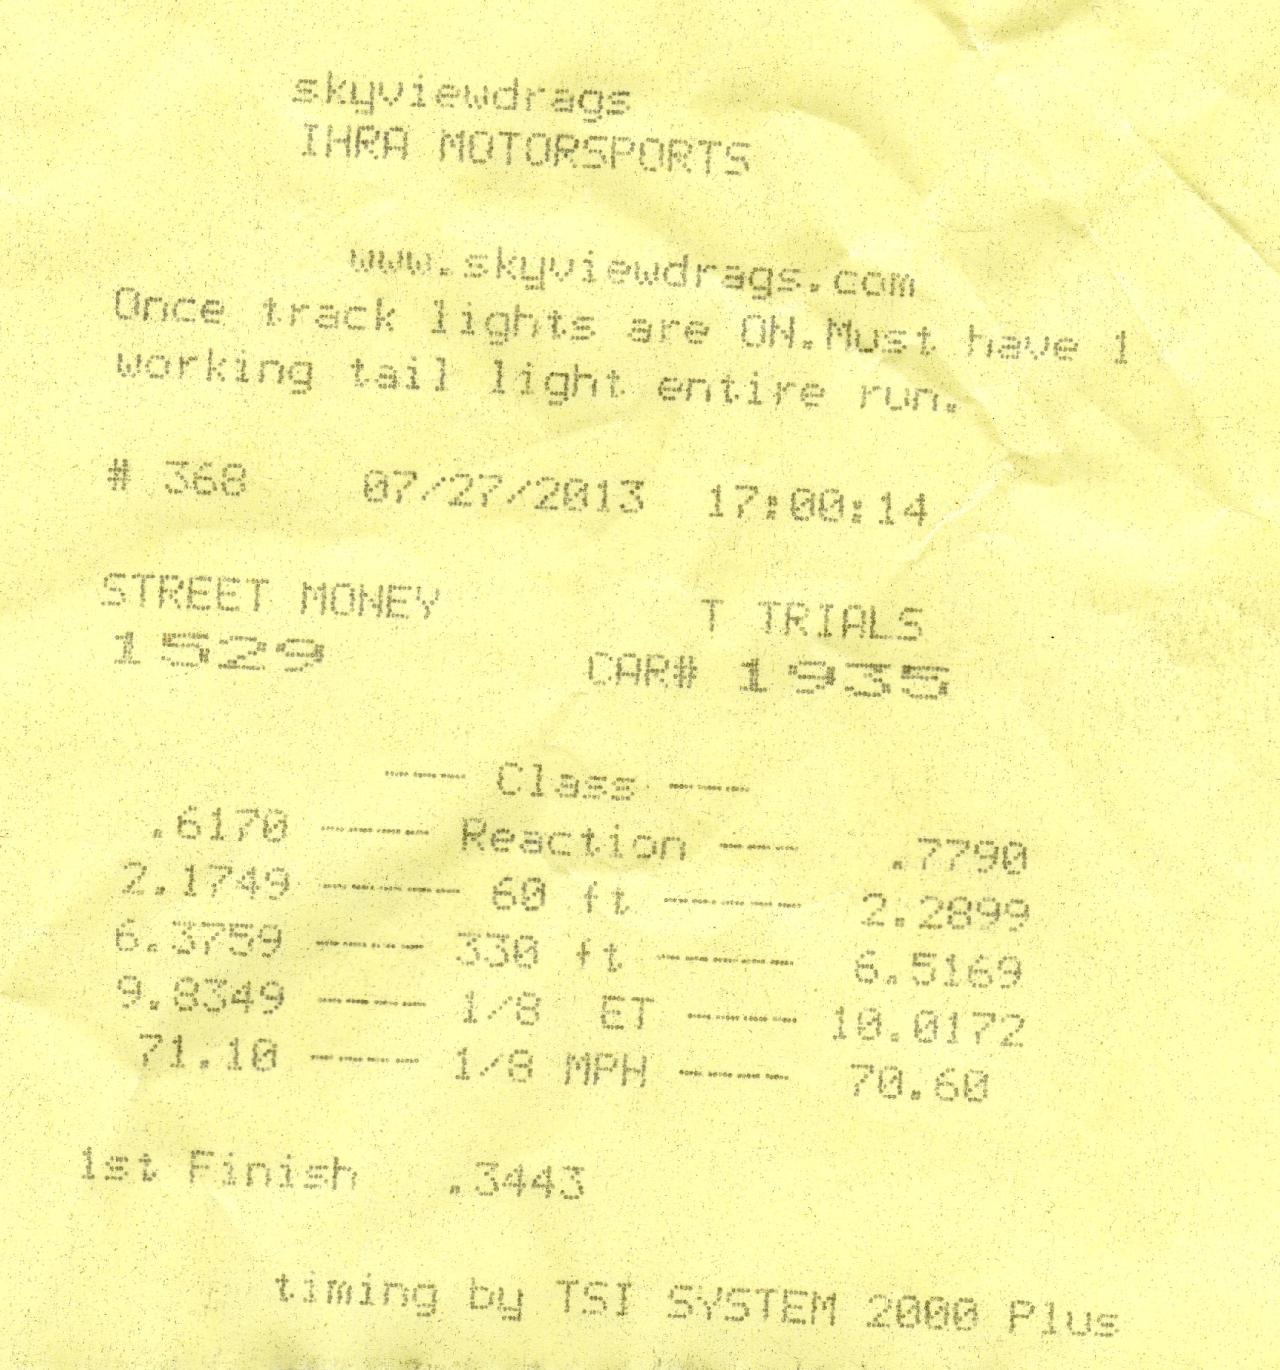 skyviewdrags
IHRA MOTORSPORTS
www.skyviewdrags.com
Once track lights are ON.Must have 1
working tail light entire run.
# 368 07/27/2013 17:00:14
STREET MONEY T TRIALS
1529 CAR# 1935
--- Class ---
.6170 ---- Reaction --- .7790
2.1749 ----- 60 ft ----- 2.2899
6.3759 ---- 330 ft ----- 6.5169
9.8349 ---- 1/8 ET ---- 10.0172
71.10 ---- 1/8 MPH ---- 70.60
1st Finish .3443
timing by TSI SYSTEM 2000 Plus